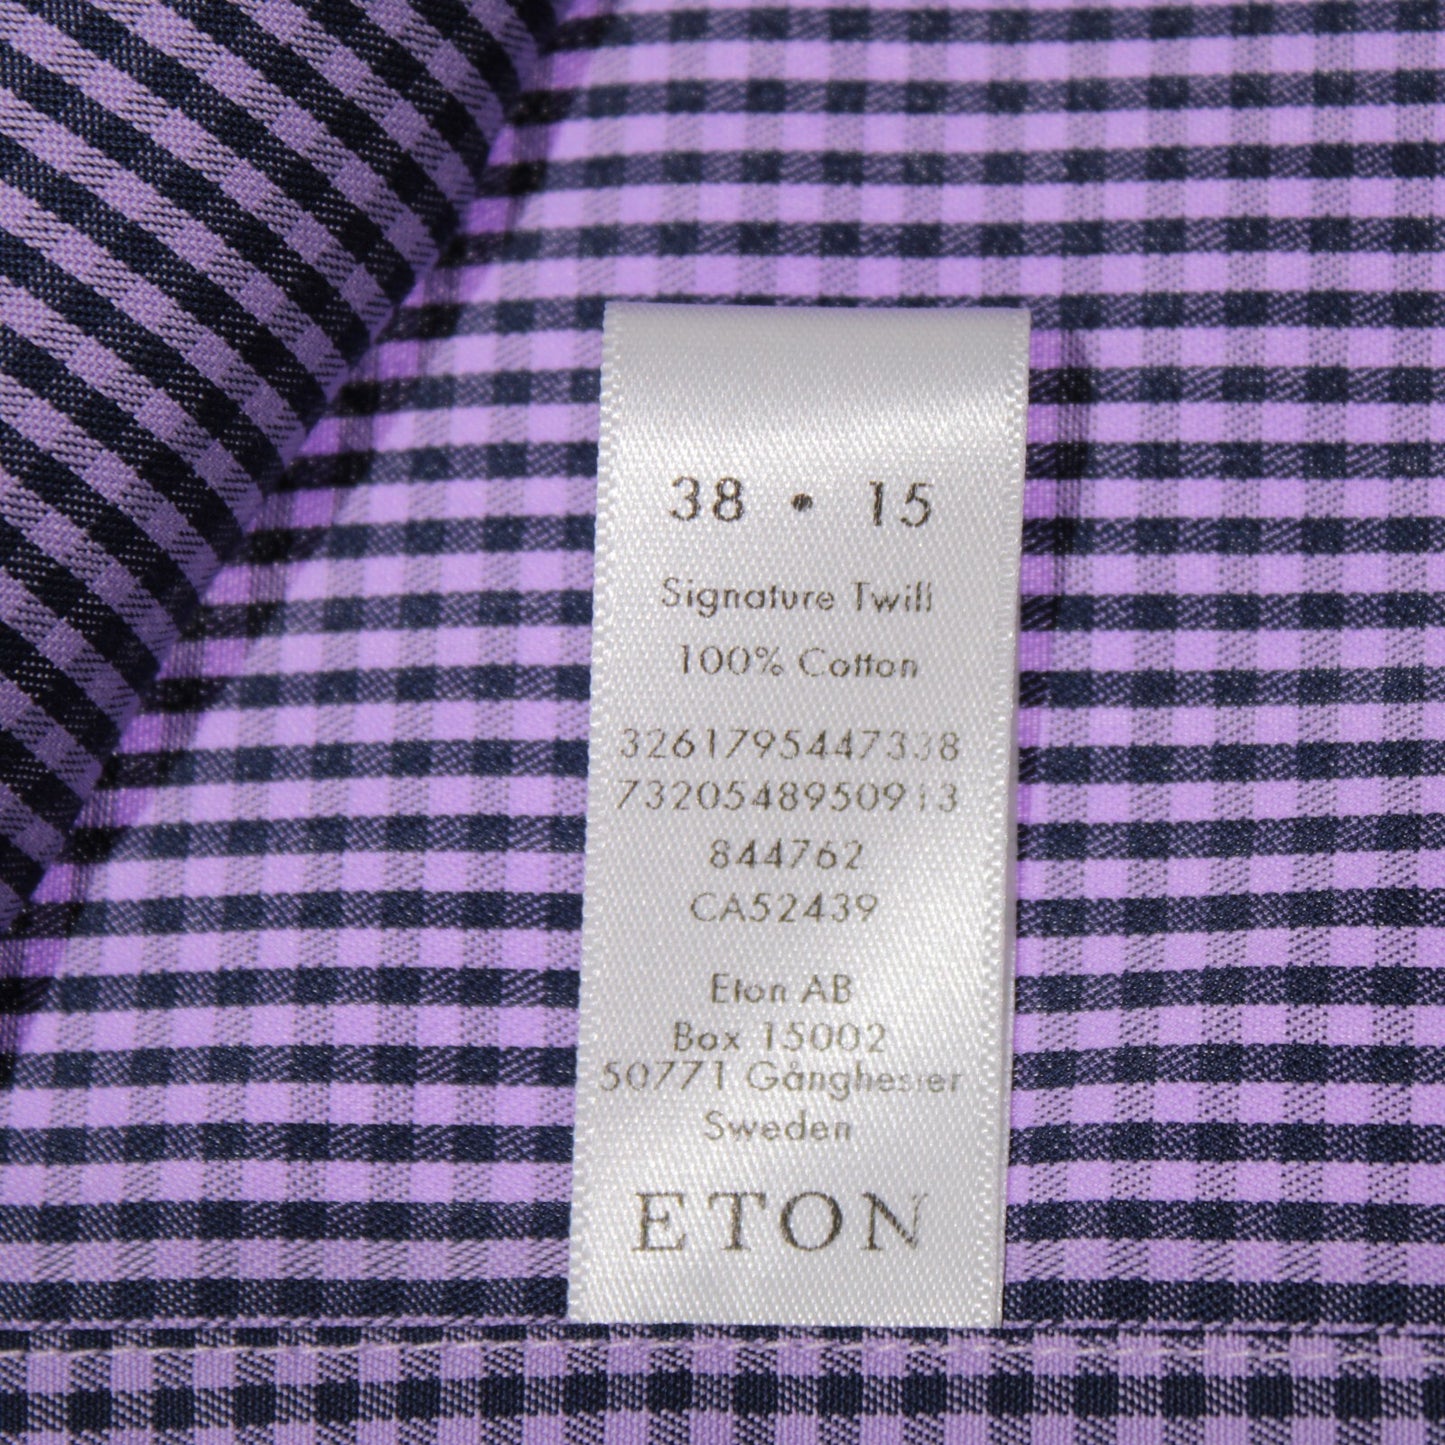 38 • 15
Signature Twill
100% Cotton
3261795447338
7320548950913
844762
CA52439
Eton AB
Box 15002
50771 Gånghester
Sweden
ETON